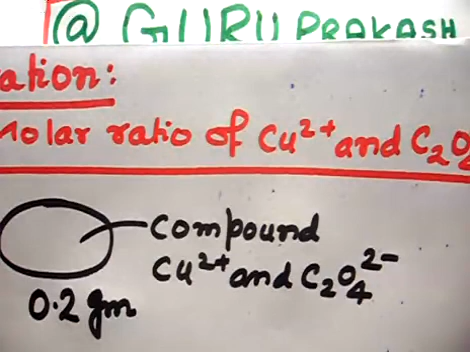 @ GURU PRAKASH
ation:
Molar ratio of Cu²⁺ and C₂O
compound
Cu²⁺ and C₂O₄²⁻
0.2 gm